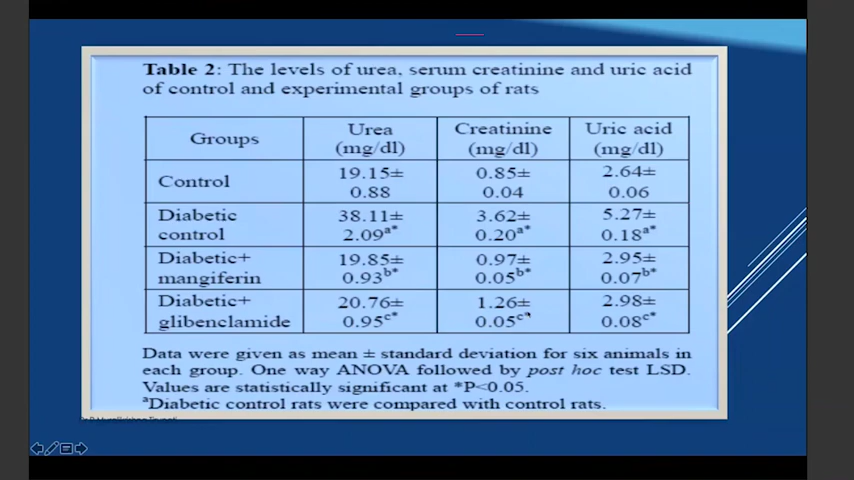 Table 2: The levels of urea, serum creatinine and uric acid
of control and experimental groups of rats
Groups Urea (mg/dl) Creatinine (mg/dl) Uric acid (mg/dl)
Control 19.15± 0.88 0.85± 0.04 2.64± 0.06
Diabetic control 38.11± 2.09a* 3.62± 0.20a* 5.27± 0.18a*
Diabetic+ mangiferin 19.85± 0.93b* 0.97± 0.05b* 2.95± 0.07b*
Diabetic+ glibenclamide 20.76± 0.95c* 1.26± 0.05c* 2.98± 0.08c*
Data were given as mean ± standard deviation for six animals in
each group. One way ANOVA followed by post hoc test LSD.
Values are statistically significant at *P<0.05.
aDiabetic control rats were compared with control rats.